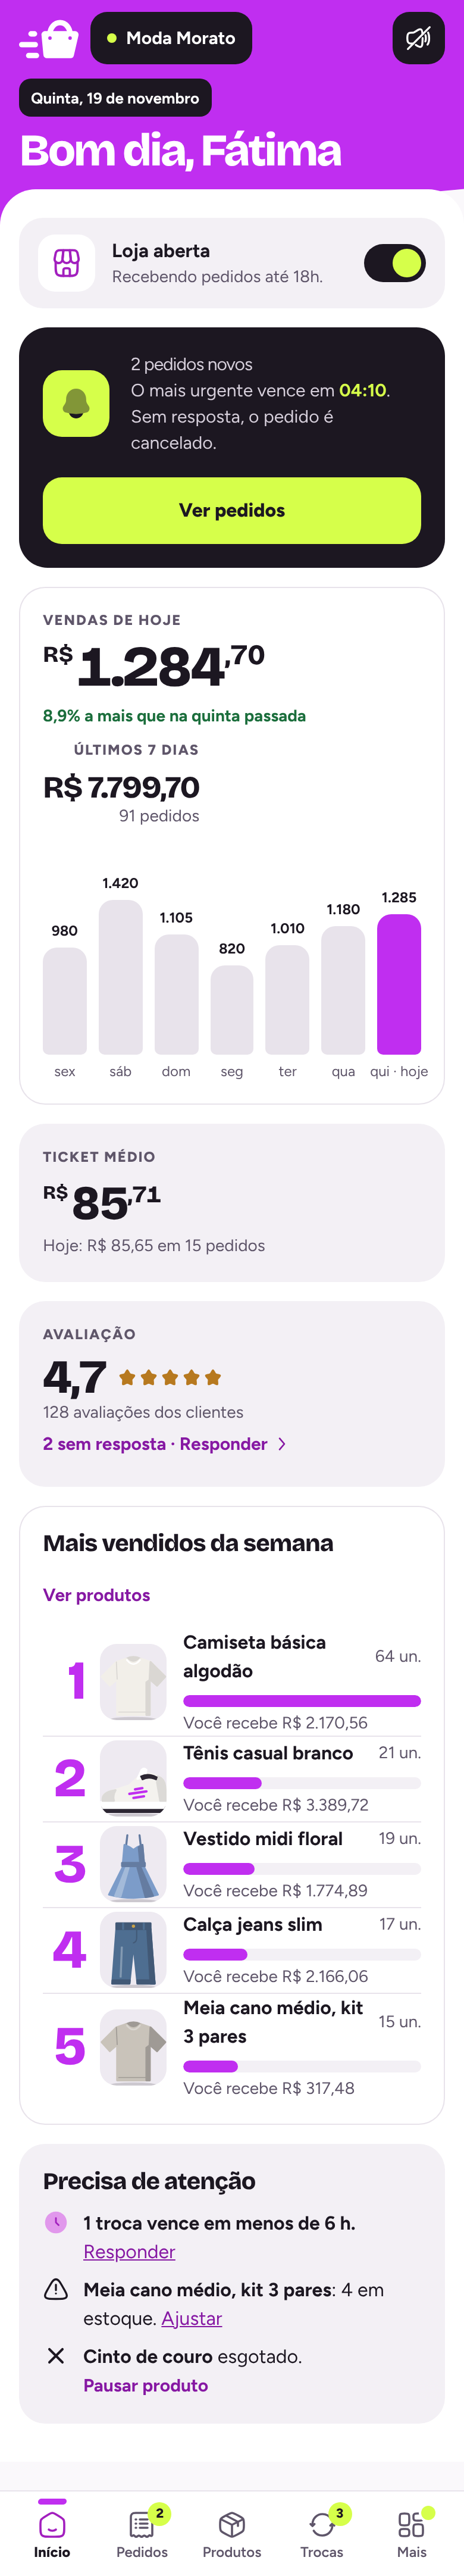 Moda Morato
Quinta, 19 de novembro
Bom dia, Fátima
Loja aberta
Recebendo pedidos até 18h.
2 pedidos novos
O mais urgente vence em 04:10.
Sem resposta, o pedido é
cancelado.
Ver pedidos
VENDAS DE HOJE
R$ 1.284,70
8,9% a mais que na quinta passada
ÚLTIMOS 7 DIAS
R$ 7.799,70
91 pedidos
980 1.420 1.105 820 1.010 1.180 1.285
sex sáb dom seg ter qua qui · hoje
TICKET MÉDIO
R$ 85,71
Hoje: R$ 85,65 em 15 pedidos
AVALIAÇÃO
4,7
128 avaliações dos clientes
2 sem resposta · Responder
Mais vendidos da semana
Ver produtos
1
Camiseta básica
algodão
64 un.
Você recebe R$ 2.170,56
2
Tênis casual branco 21 un.
Você recebe R$ 3.389,72
3
Vestido midi floral 19 un.
Você recebe R$ 1.774,89
4
Calça jeans slim 17 un.
Você recebe R$ 2.166,06
5
Meia cano médio, kit
3 pares
15 un.
Você recebe R$ 317,48
Precisa de atenção
1 troca vence em menos de 6 h.
Responder
Meia cano médio, kit 3 pares: 4 em
estoque. Ajustar
Cinto de couro esgotado.
Pausar produto
2 3
Início Pedidos Produtos Trocas Mais